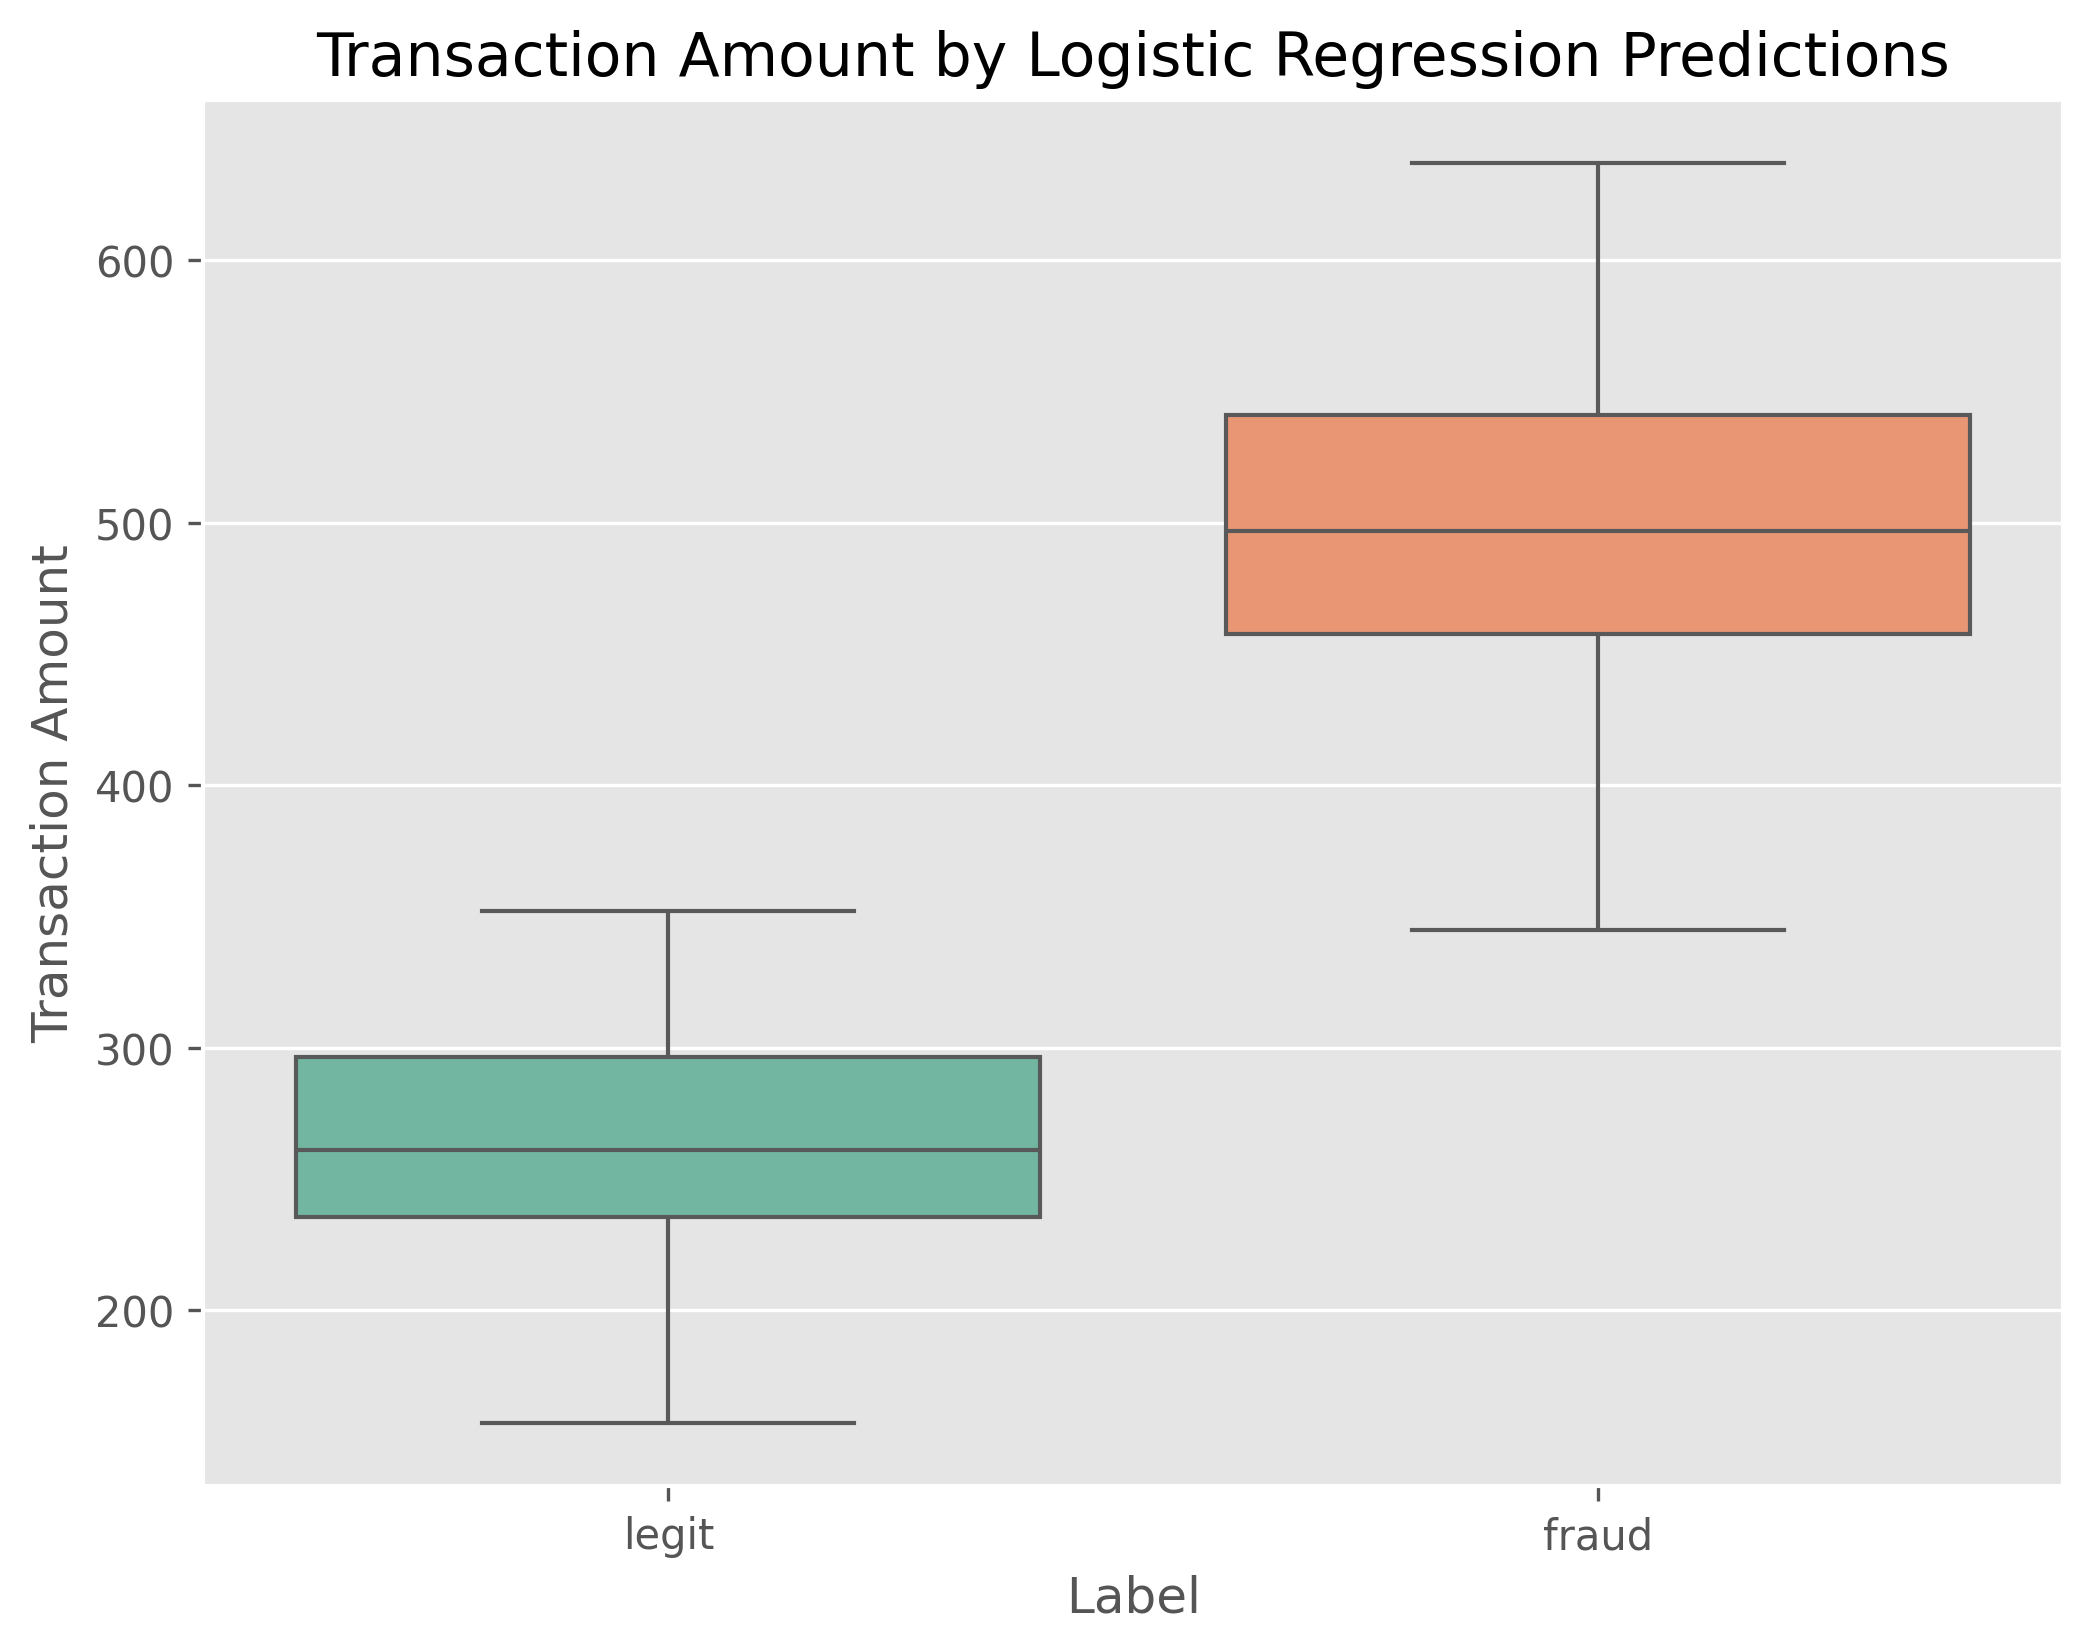 Transaction Amount by Logistic Regression Predictions
Transaction Amount
600
500
400
300
200
legit
fraud
Label